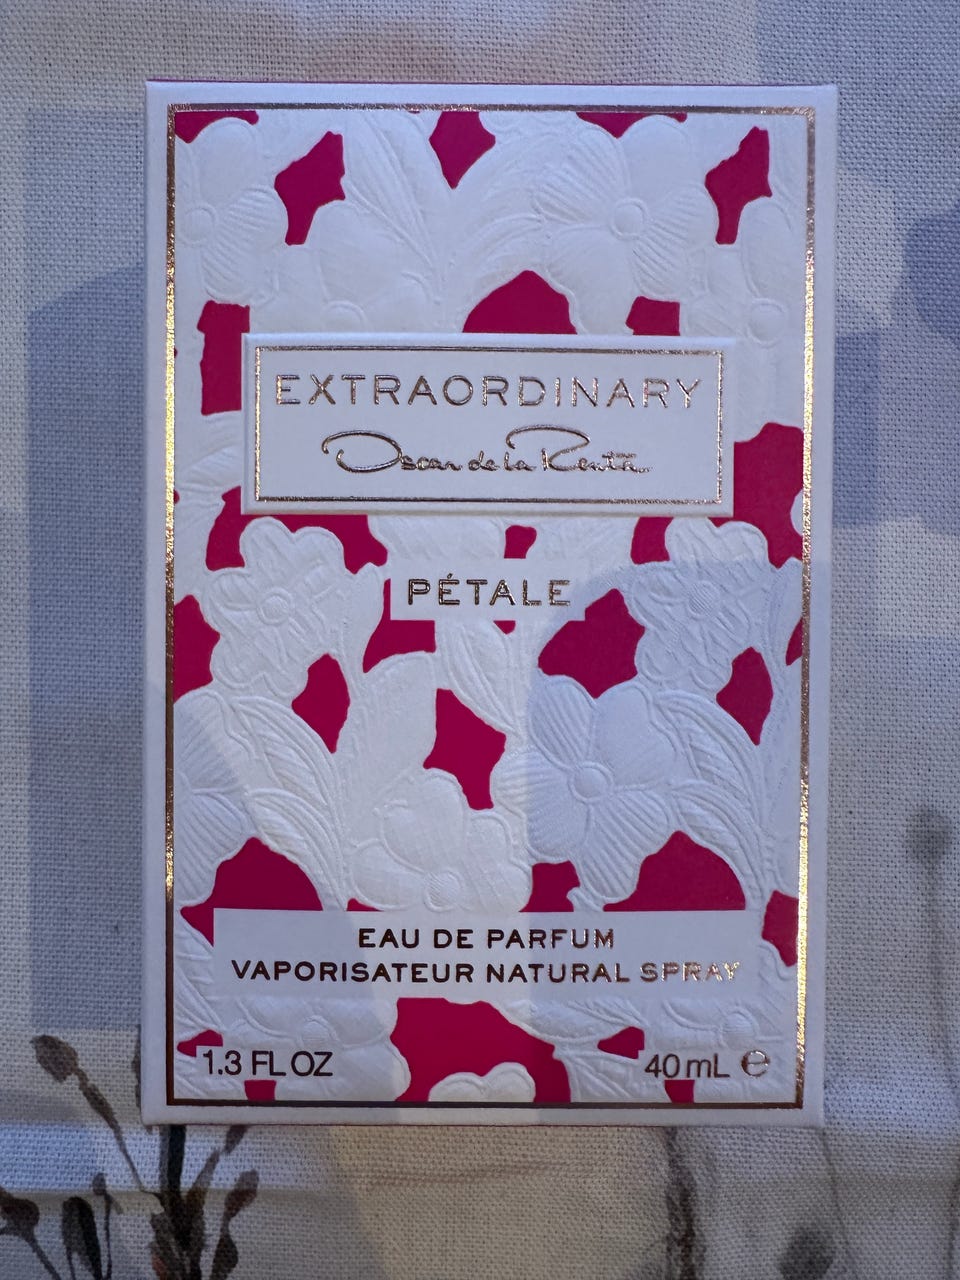 EXTRAORDINARY
Oscar de la Renta
PÉTALE
EAU DE PARFUM
VAPORISATEUR NATURAL SPRAY
1.3 FL OZ 40 mL ℮